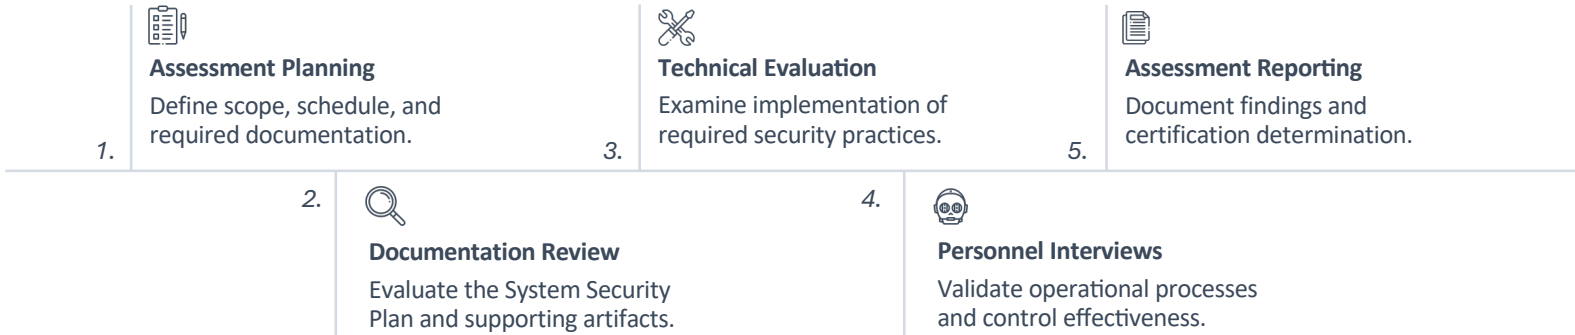 1.
Assessment Planning
Define scope, schedule, and
required documentation.
2.
Documentation Review
Evaluate the System Security
Plan and supporting artifacts.
3.
Technical Evaluation
Examine implementation of
required security practices.
4.
Personnel Interviews
Validate operational processes
and control effectiveness.
5.
Assessment Reporting
Document findings and
certification determination.